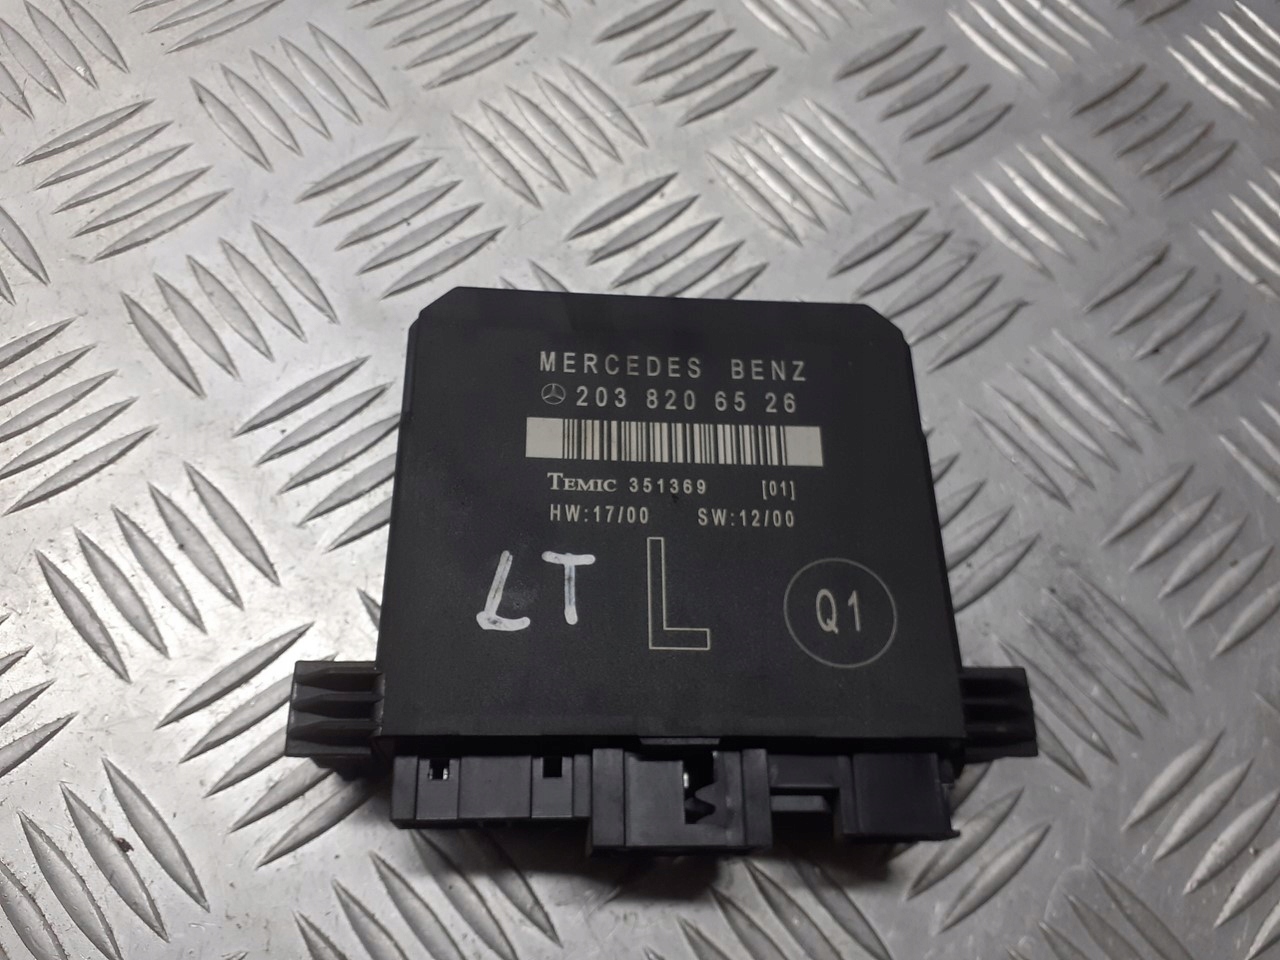 MERCEDES BENZ
203 820 65 26
TEMIC 351369 [01]
HW:17/00 SW:12/00
LT L Q1